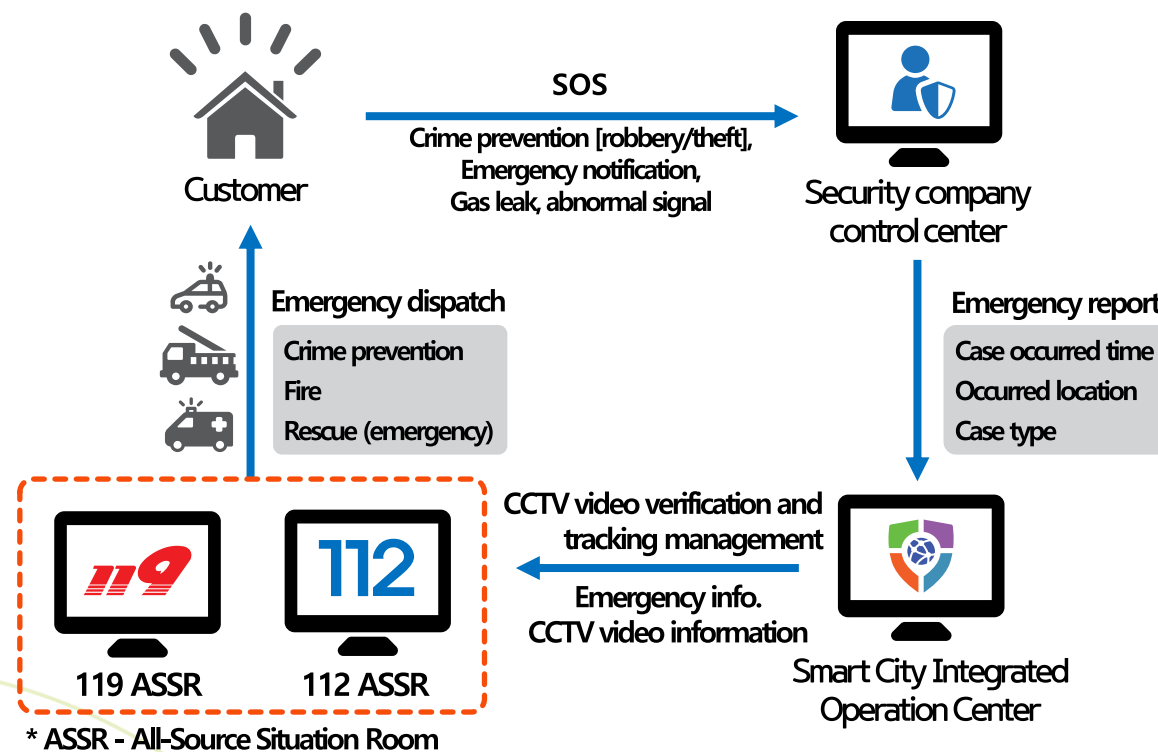 SOS
Crime prevention [robbery/theft],
Emergency notification,
Gas leak, abnormal signal
Customer
Security company
control center
Emergency dispatch
Crime prevention
Fire
Rescue (emergency)
Emergency report
Case occurred time
Occurred location
Case type
CCTV video verification and
tracking management
Emergency info.
CCTV video information
119
112
119 ASSR
112 ASSR
Smart City Integrated
Operation Center
* ASSR - All-Source Situation Room